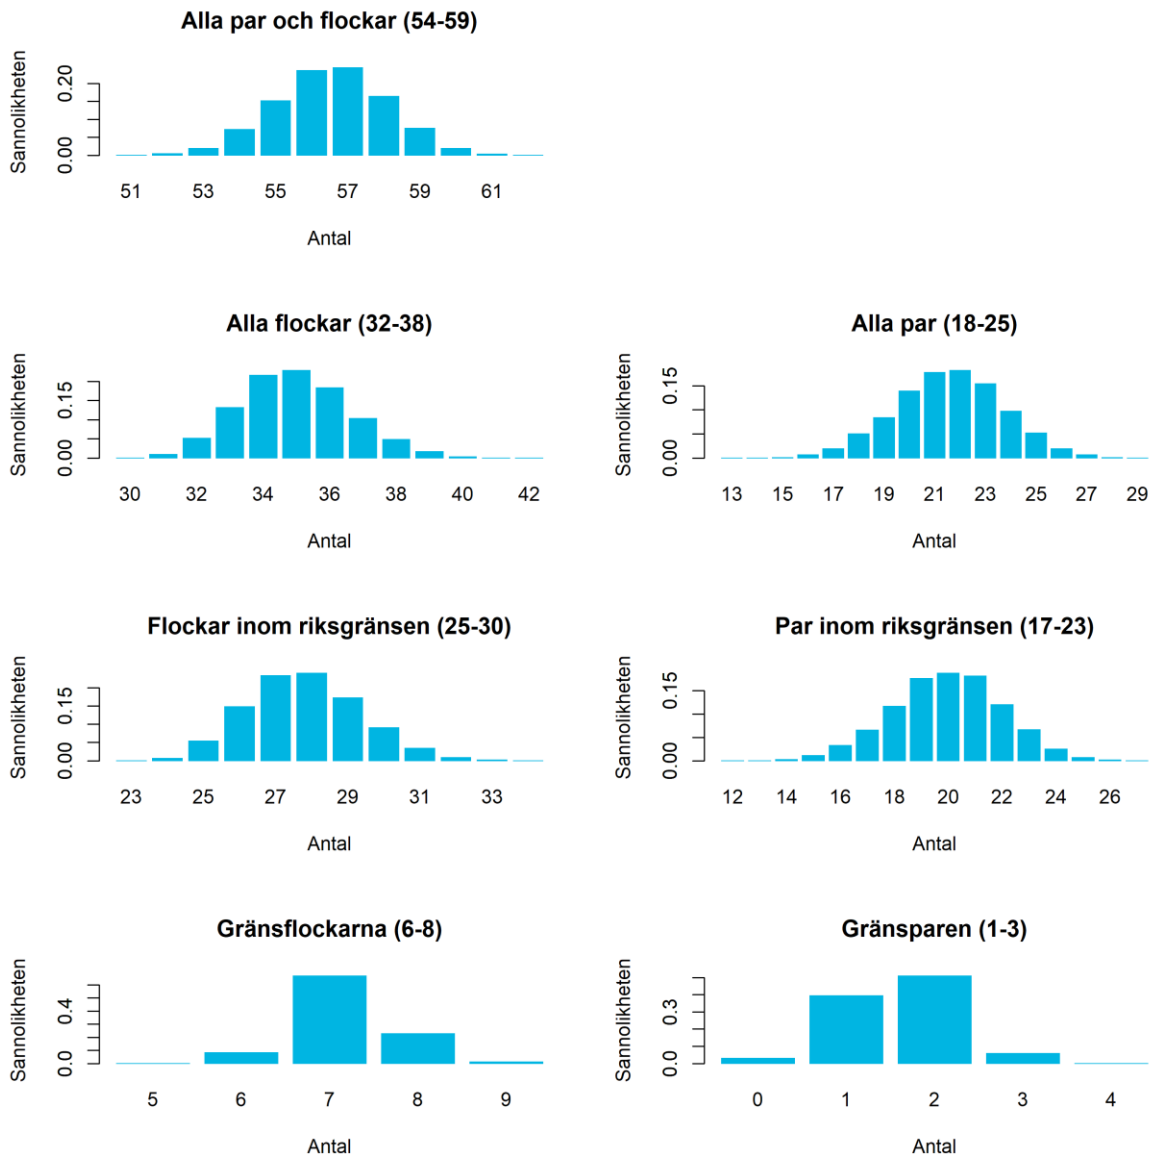 Alla par och flockar (54-59)
Sannolikheten
0.00 0.20
51 53 55 57 59 61
Antal
Alla flockar (32-38)
Sannolikheten
0.00 0.15
30 32 34 36 38 40 42
Antal
Alla par (18-25)
Sannolikheten
0.00 0.15
13 15 17 19 21 23 25 27 29
Antal
Flockar inom riksgränsen (25-30)
Sannolikheten
0.00 0.15
23 25 27 29 31 33
Antal
Par inom riksgränsen (17-23)
Sannolikheten
0.00 0.15
12 14 16 18 20 22 24 26
Antal
Gränsflockarna (6-8)
Sannolikheten
0.0 0.4
5 6 7 8 9
Antal
Gränsparen (1-3)
Sannolikheten
0.0 0.3
0 1 2 3 4
Antal